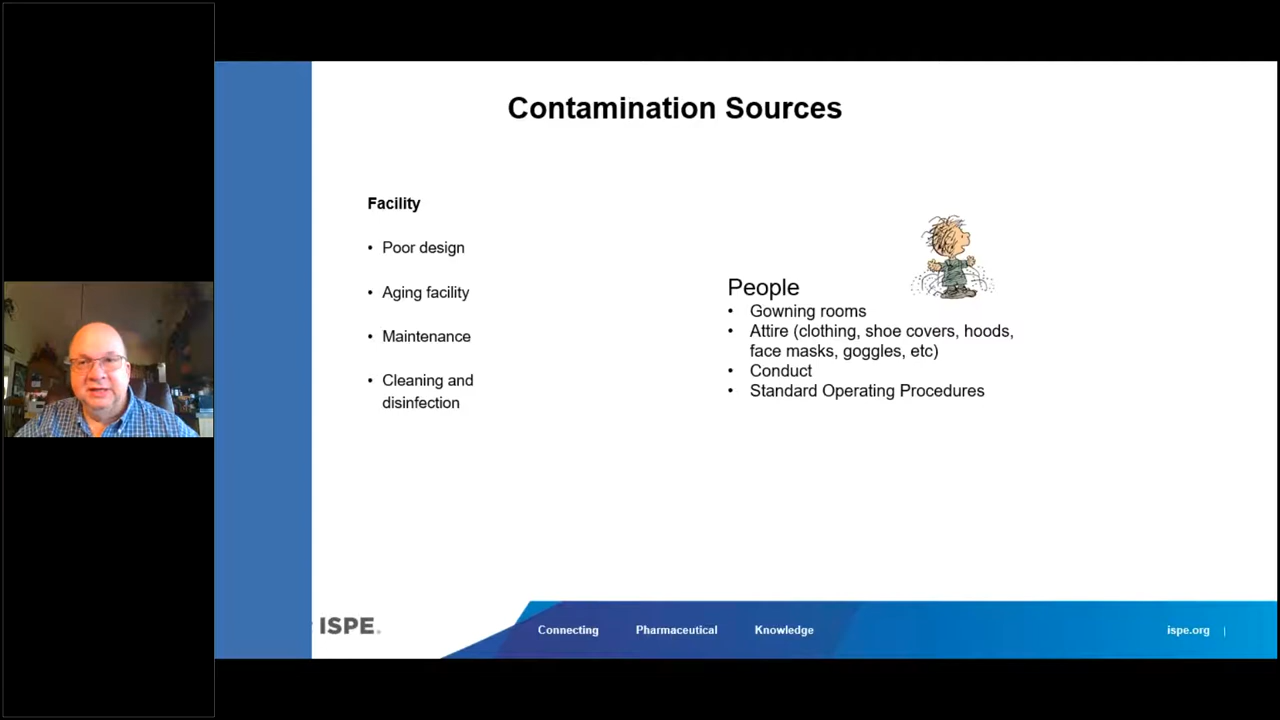 Contamination Sources
Facility
• Poor design
• Aging facility
• Maintenance
• Cleaning and
disinfection
People
• Gowning rooms
• Attire (clothing, shoe covers, hoods,
face masks, goggles, etc)
• Conduct
• Standard Operating Procedures
ISPE.
Connecting Pharmaceutical Knowledge
ispe.org |